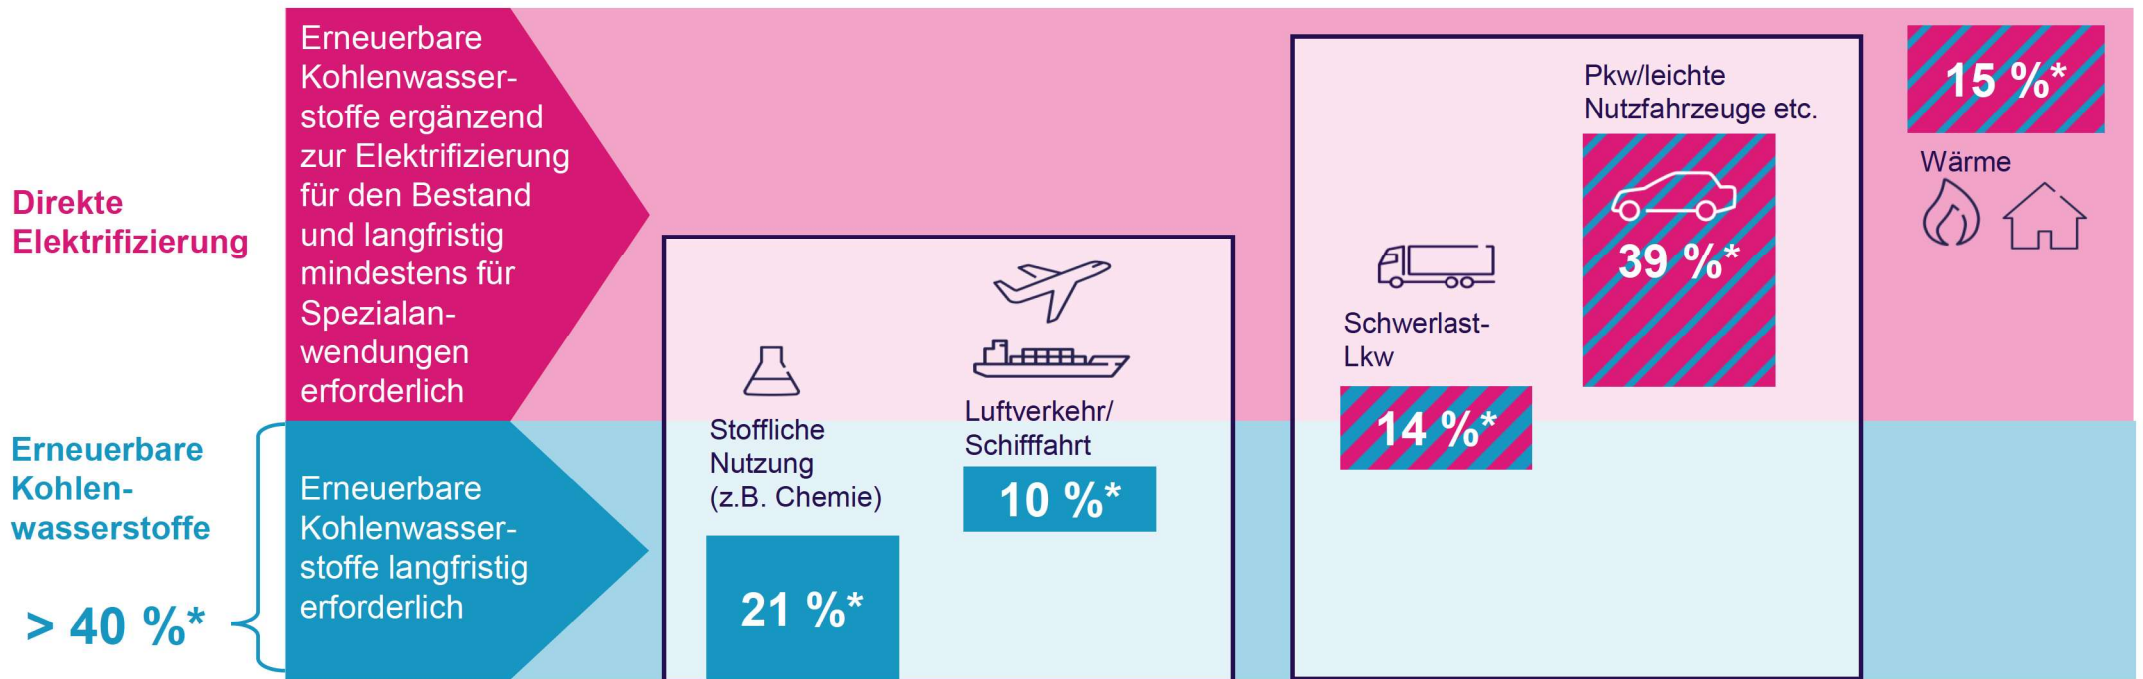 Direkte
Elektrifizierung
Erneuerbare
Kohlenwasser-
stoffe ergänzend
zur Elektrifizierung
für den Bestand
und langfristig
mindestens für
Spezialan-
wendungen
erforderlich
Erneuerbare
Kohlen-
wasserstoffe
> 40 %*
Erneuerbare
Kohlenwasser-
stoffe langfristig
erforderlich
Stoffliche
Nutzung
(z.B. Chemie)
21 %*
Luftverkehr/
Schifffahrt
10 %*
Schwerlast-
Lkw
14 %*
Pkw/leichte
Nutzfahrzeuge etc.
39 %*
15 %*
Wärme